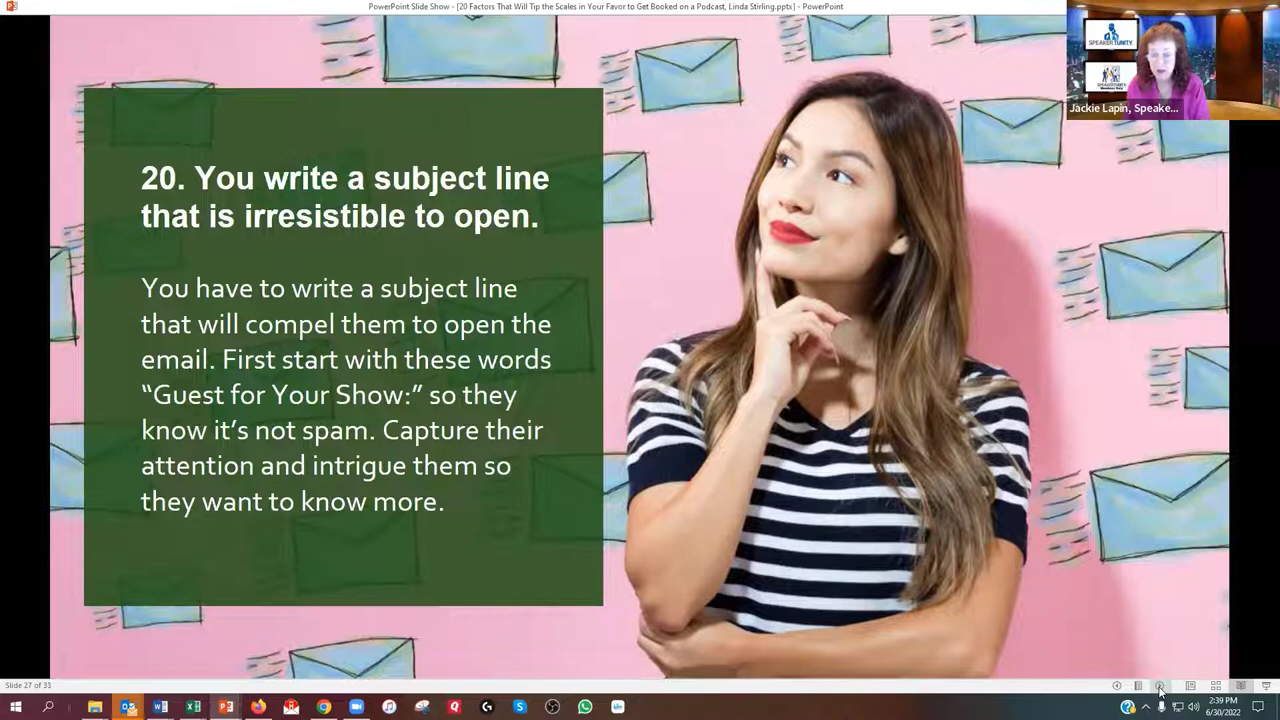 PowerPoint Slide Show - [20 Factors That Will Tip the Scales in Your Favor to Get Booked on a Podcast, Linda Stirling.pptx] - PowerPoint
SPEAKERTUNITY
SPEAKERTUNITY
Members Only
Jackie Lapin, Speake...
20. You write a subject line
that is irresistible to open.
You have to write a subject line
that will compel them to open the
email. First start with these words
“Guest for Your Show:” so they
know it’s not spam. Capture their
attention and intrigue them so
they want to know more.
Slide 27 of 33
2:39 PM
6/30/2022